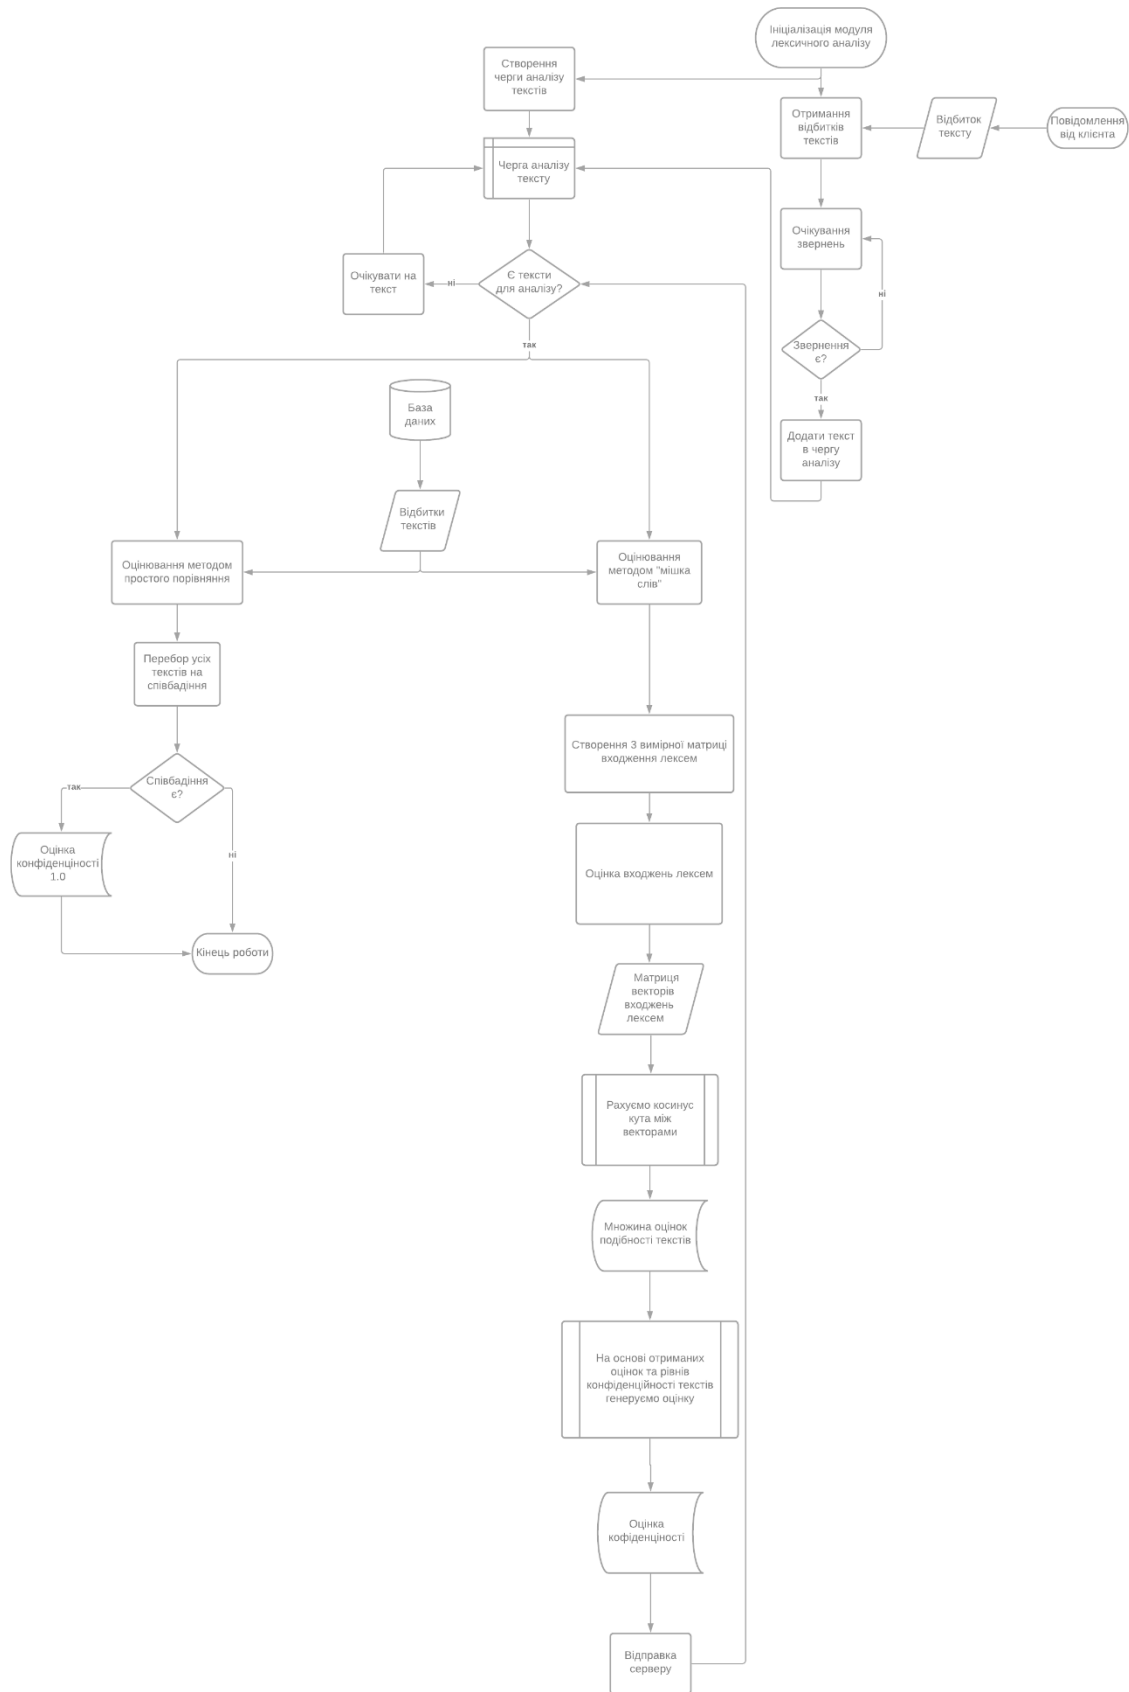 Ініціалізація модуля
лексичного аналізу
Створення
черги аналізу
текстів
Отримання
відбитків
текстів
Відбиток
тексту
Повідомлення
від клієнта
Черга аналізу
тексту
Очікування
звернень
Очікувати на
текст
ні
Є тексти
для аналізу?
ні
Звернення
є?
так
так
База
даних
Додати текст
в чергу
аналізу
Відбитки
текстів
Оцінювання методом
простого порівняння
Оцінювання
методом "мішка
слів"
Перебор усіх
текстів на
співбадіння
Створення 3 вимірної матриці
входження лексем
так
Співбадіння
є?
ні
Оцінка
конфіденціності
1.0
Оцінка входжень лексем
Кінець роботи
Матриця
векторів
входжень
лексем
Рахуємо косинус
кута між
векторами
Множина оцінок
подібності текстів
На основі отриманих
оцінок та рівнів
конфіденційності текстів
генеруємо оцінку
Оцінка
кофіденціності
Відправка
серверу